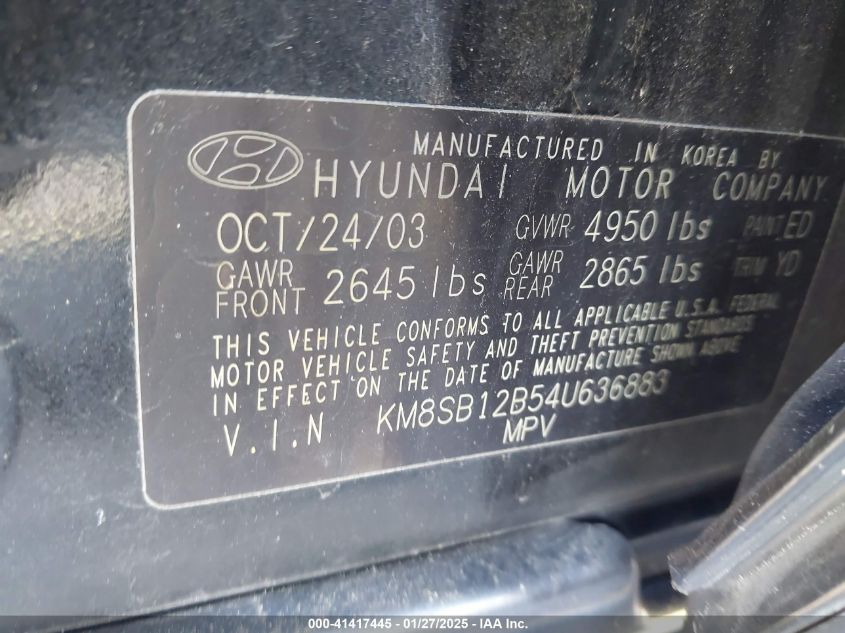 MANUFACTURED IN KOREA BY
HYUNDAI MOTOR COMPANY
OCT/24/03 GVWR 4950 lbs PAINT ED
GAWR FRONT 2645 lbs GAWR REAR 2865 lbs TRIM YD
THIS VEHICLE CONFORMS TO ALL APPLICABLE U.S.A. FEDERAL
MOTOR VEHICLE SAFETY AND THEFT PREVENTION STANDARDS
IN EFFECT ON THE DATE OF MANUFACTURE SHOWN ABOVE
V.I.N KM8SB12B54U636883
MPV
000-41417445 - 01/27/2025 - IAAI.COM